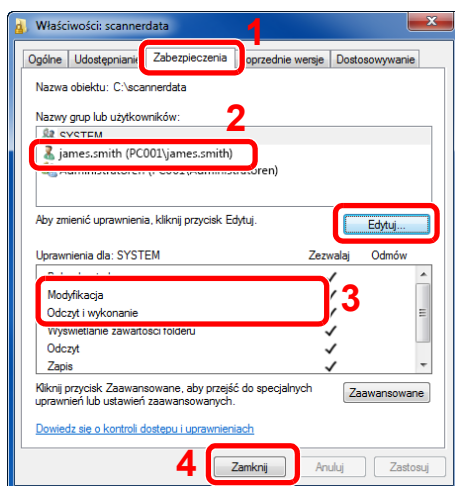 Właściwości: scannerdata
1
Ogólne Udostępnianie Zabezpieczenia oprzednie wersje Dostosowywanie
Nazwa obiektu: C:\scannerdata
Nazwy grup lub użytkowników:
2
SYSTEM
james.smith (PC001\james.smith)
Administratoren (PC001\Administratoren)
Aby zmienić uprawnienia, kliknij przycisk Edytuj.
Edytuj...
Uprawnienia dla: SYSTEM Zezwalaj Odmów
Modyfikacja
3
Odczyt i wykonanie
Wyświetlanie zawartości folderu
Odczyt
Zapis
Kliknij przycisk Zaawansowane, aby przejść do specjalnych
uprawnień lub ustawień zaawansowanych.
Zaawansowane
Dowiedz się o kontroli dostępu i uprawnieniach
4
Zamknij Anuluj Zastosuj